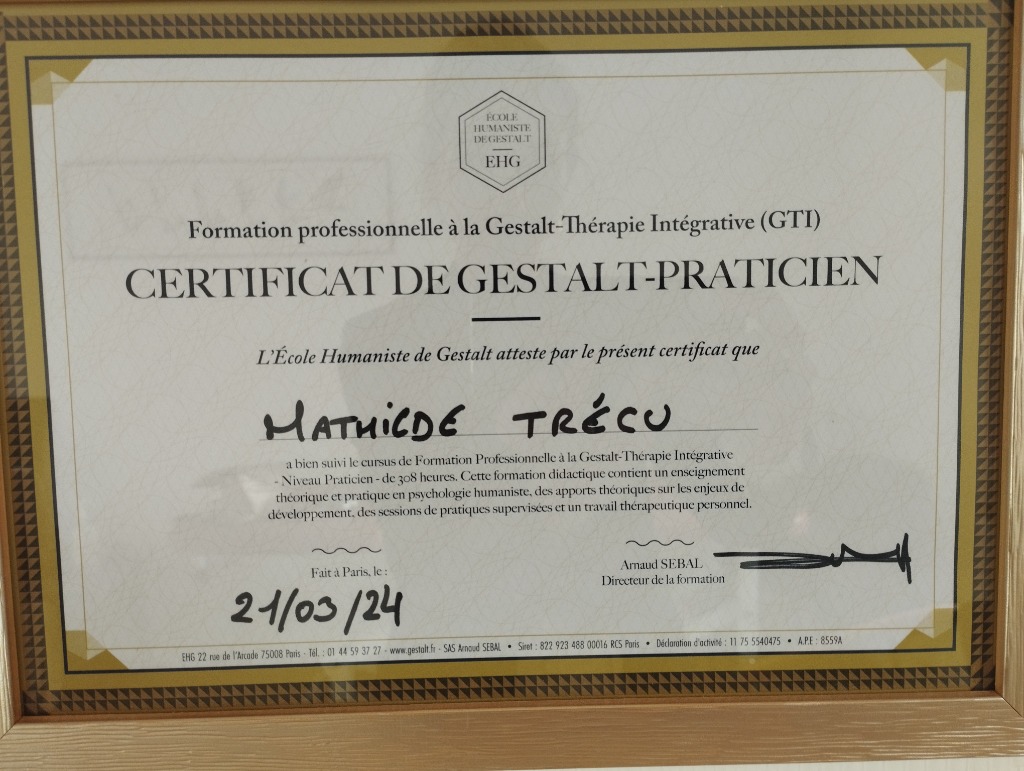 ÉCOLE
HUMANISTE
DE GESTALT
EHG
Formation professionnelle à la Gestalt-Thérapie Intégrative (GTI)
CERTIFICAT DE GESTALT-PRATICIEN
L'École Humaniste de Gestalt atteste par le présent certificat que
MATHILDE TRÉCU
a bien suivi le cursus de Formation Professionnelle à la Gestalt-Thérapie Intégrative
- Niveau Praticien - de 308 heures. Cette formation didactique contient un enseignement
théorique et pratique en psychologie humaniste, des apports théoriques sur les enjeux de
développement, des sessions de pratiques supervisées et un travail thérapeutique personnel.
Fait à Paris, le :
21/03/24
Arnaud SEBAL
Directeur de la formation
EHG 22 rue de l'Arcade 75008 Paris - Tél. : 01 44 59 37 27 - www.gestalt.fr - SAS Arnaud SEBAL • Siret : 822 923 488 00016 RCS Paris • Déclaration d'activité : 11 75 5540475 • A.P.E : 8559A